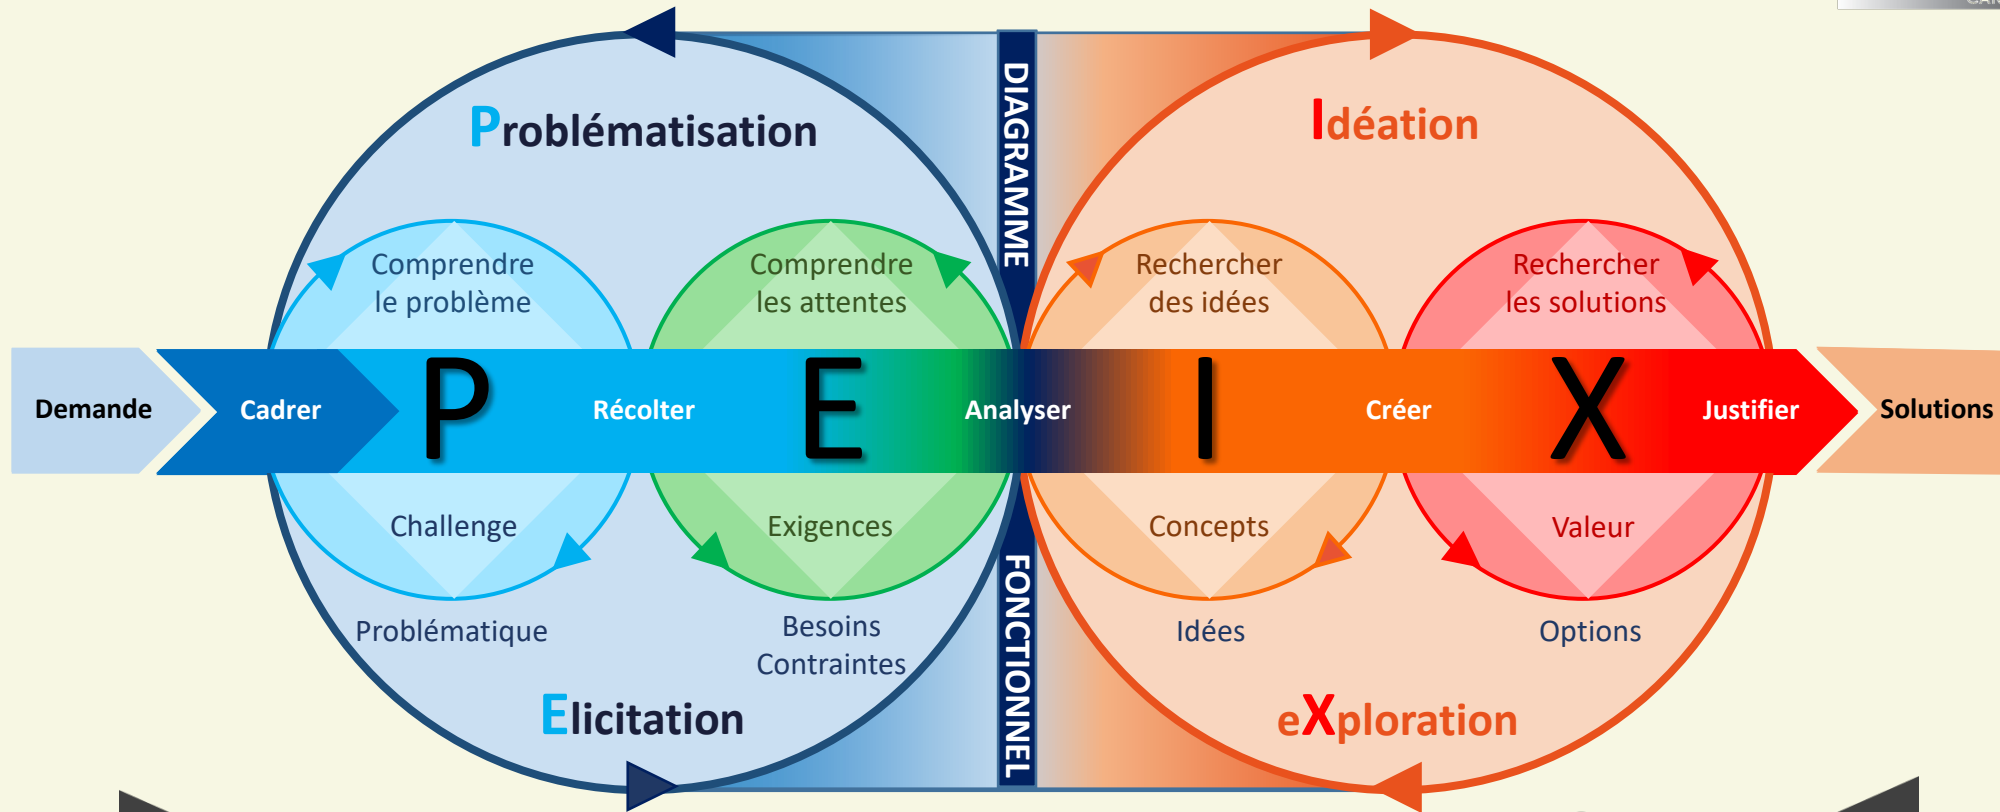 Problématisation
Idéation
DIAGRAMME
Comprendre
le problème
Comprendre
les attentes
Rechercher
des idées
Rechercher
les solutions
Demande
Cadrer
P
Récolter
E
Analyser
I
Créer
X
Justifier
Solutions
Challenge
Exigences
Concepts
Valeur
FONCTIONNEL
Problématique
Besoins
Contraintes
Idées
Options
Elicitation
eXploration